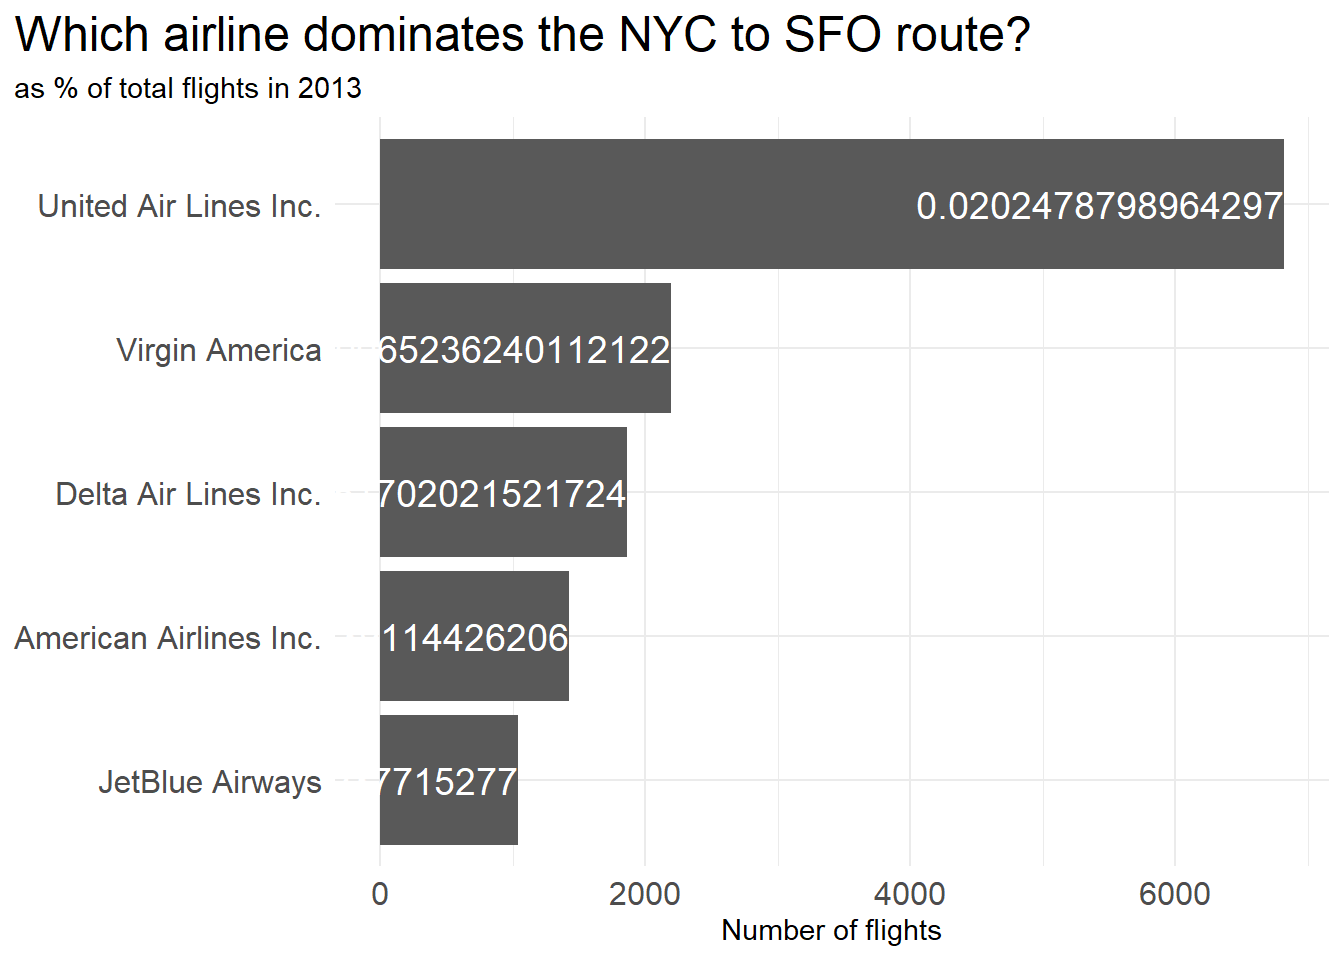 Which airline dominates the NYC to SFO route?
as % of total flights in 2013
United Air Lines Inc.
0.0202478798964297
Virgin America
65236240112122
Delta Air Lines Inc.
702021521724
American Airlines Inc.
114426206
JetBlue Airways
7715277
0 2000 4000 6000
Number of flights